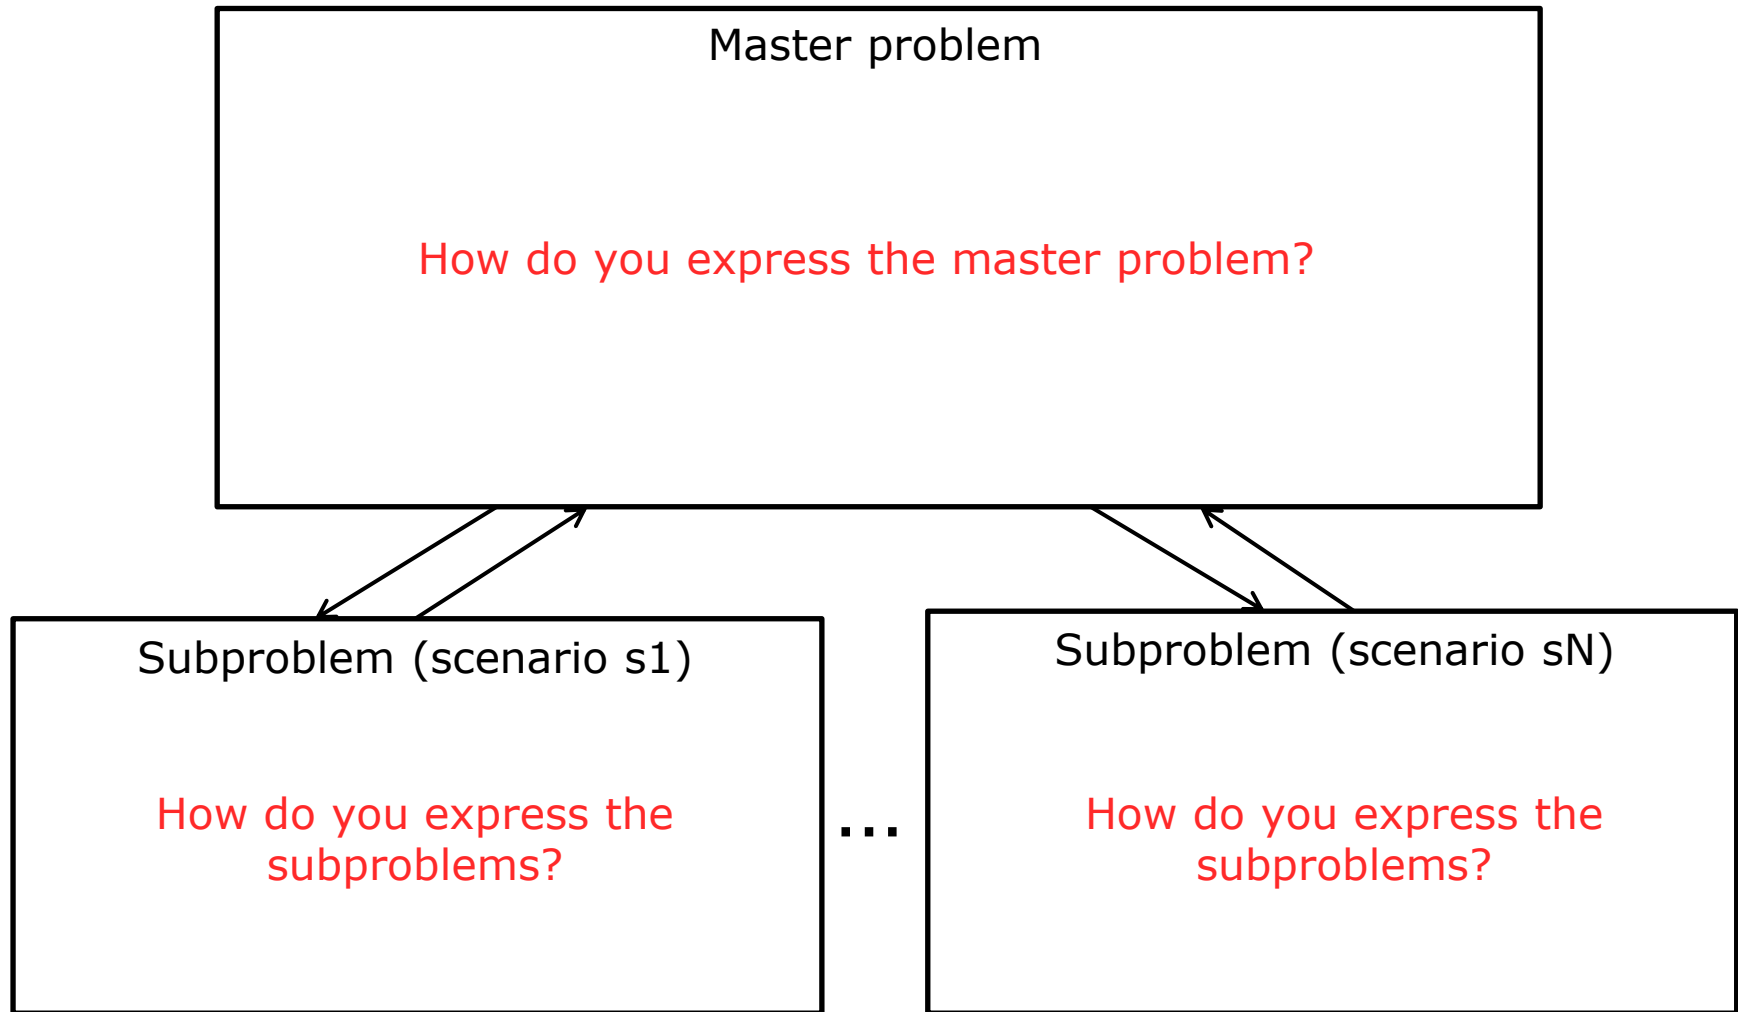 Master problem
How do you express the master problem?
Subproblem (scenario s1)
How do you express the
subproblems?
...
Subproblem (scenario sN)
How do you express the
subproblems?